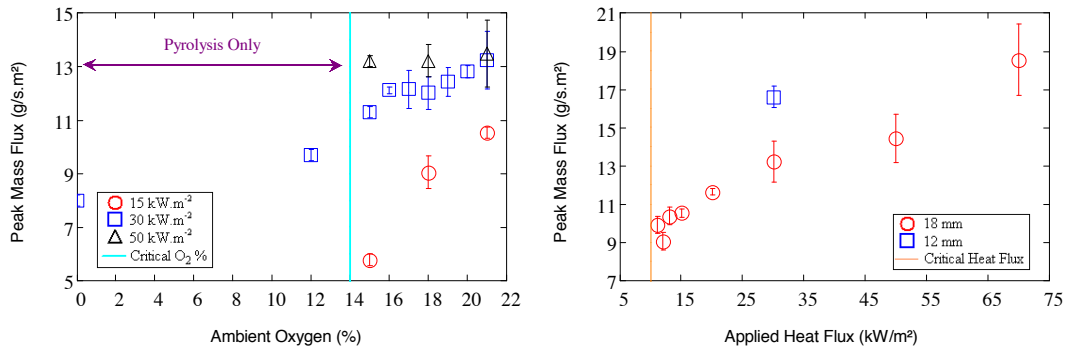 15
13
11
9
7
5
Peak Mass Flux (g/s.m²)
Pyrolysis Only
15 kW.m⁻²
30 kW.m⁻²
50 kW.m⁻²
Critical O₂ %
0 2 4 6 8 10 12 14 16 18 20 22
Ambient Oxygen (%)
21
19
17
15
13
11
9
7
Peak Mass Flux (g/s.m²)
18 mm
12 mm
Critical Heat Flux
5 15 25 35 45 55 65 75
Applied Heat Flux (kW/m²)